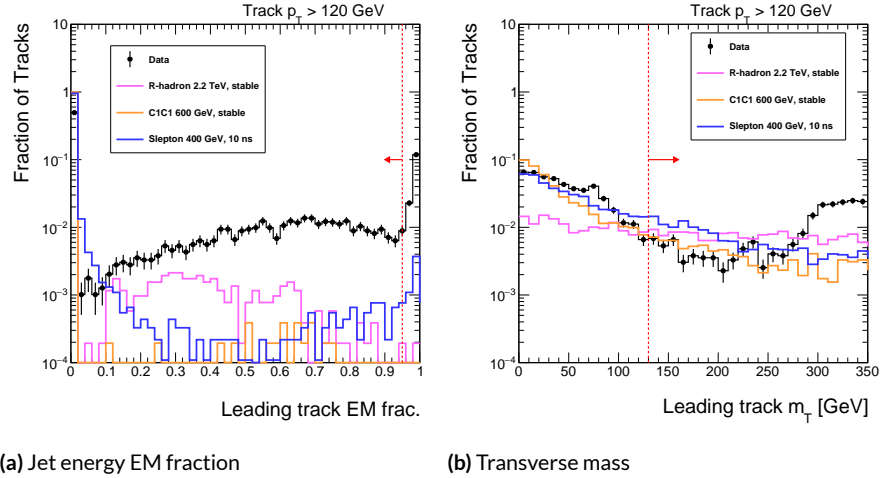 Track p_T > 120 GeV
Fraction of Tracks
10
1
10⁻¹
10⁻²
10⁻³
10⁻⁴
Data
R-hadron 2.2 TeV, stable
C1C1 600 GeV, stable
Slepton 400 GeV, 10 ns
0 0.1 0.2 0.3 0.4 0.5 0.6 0.7 0.8 0.9 1
Leading track EM frac.
(a) Jet energy EM fraction
Track p_T > 120 GeV
Fraction of Tracks
10
1
10⁻¹
10⁻²
10⁻³
10⁻⁴
Data
R-hadron 2.2 TeV, stable
C1C1 600 GeV, stable
Slepton 400 GeV, 10 ns
0 50 100 150 200 250 300 350
Leading track m_T [GeV]
(b) Transverse mass